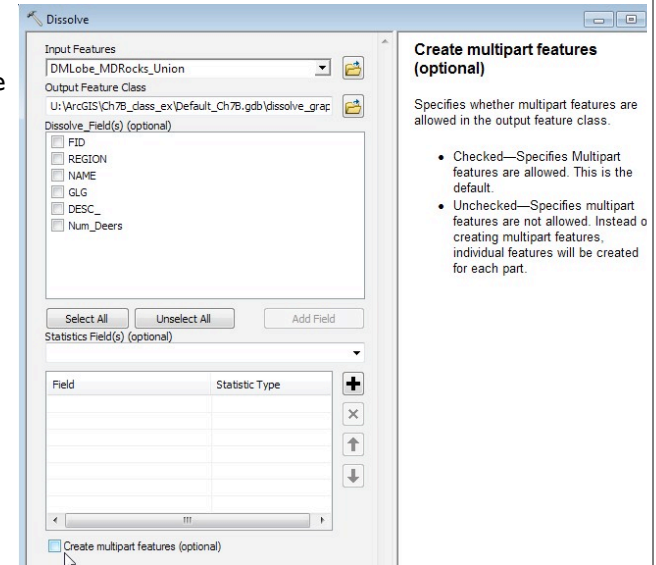 Dissolve
e
Input Features
DMLobe_MDRocks_Union
Output Feature Class
U:\ArcGIS\Ch7B_class_ex\Default_Ch7B.gdb\dissolve_grap
Dissolve_Field(s) (optional)
FID
REGION
NAME
GLG
DESC_
Num_Deers
Select All Unselect All Add Field
Statistics Field(s) (optional)
Field Statistic Type
Create multipart features (optional)
Create multipart features
(optional)
Specifies whether multipart features are
allowed in the output feature class.
• Checked—Specifies Multipart
features are allowed. This is the
default.
• Unchecked—Specifies multipart
features are not allowed. Instead o
creating multipart features,
individual features will be created
for each part.